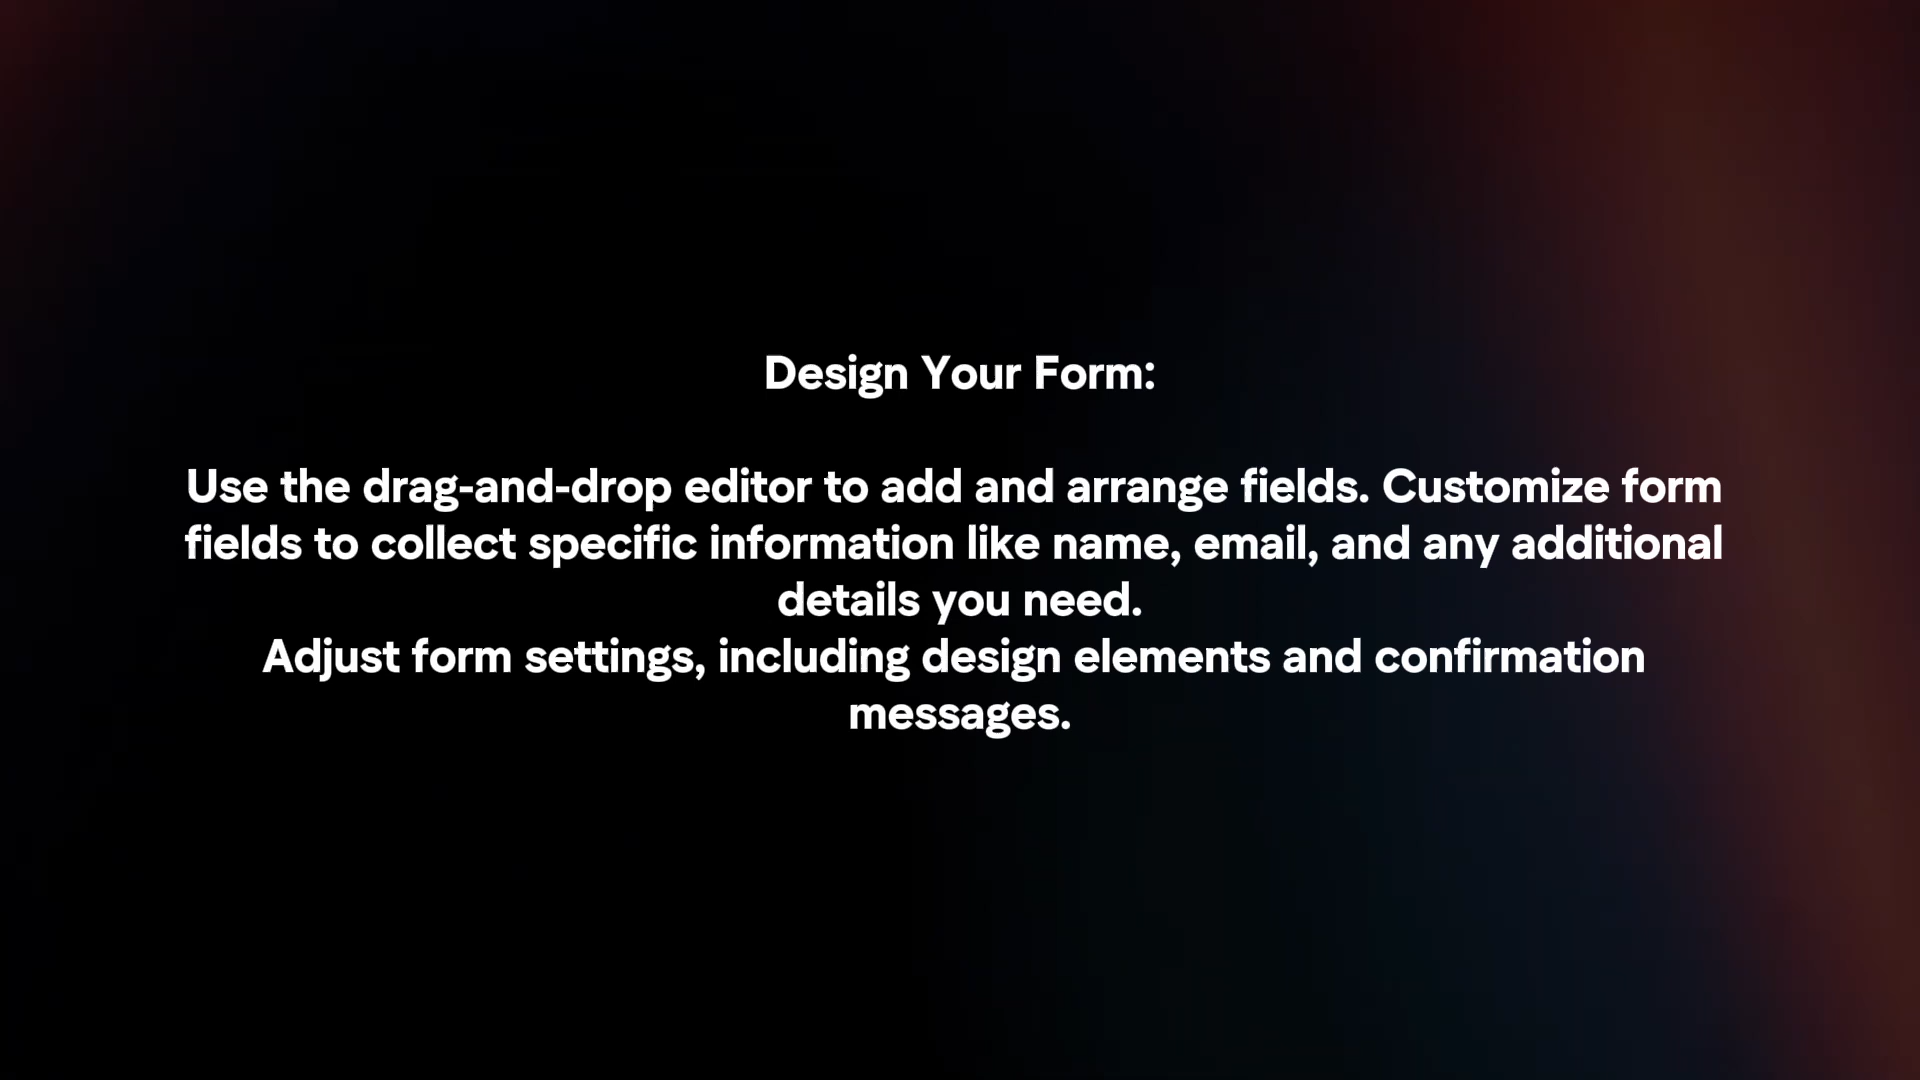 Design Your Form:
Use the drag-and-drop editor to add and arrange fields. Customize form
fields to collect specific information like name, email, and any additional
details you need.
Adjust form settings, including design elements and confirmation
messages.